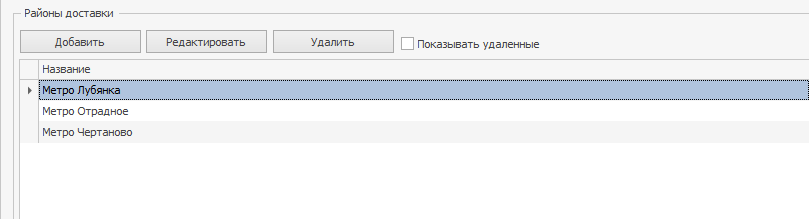 Районы доставки
Добавить Редактировать Удалить Показывать удаленные
Название
Метро Лубянка
Метро Отрадное
Метро Чертаново